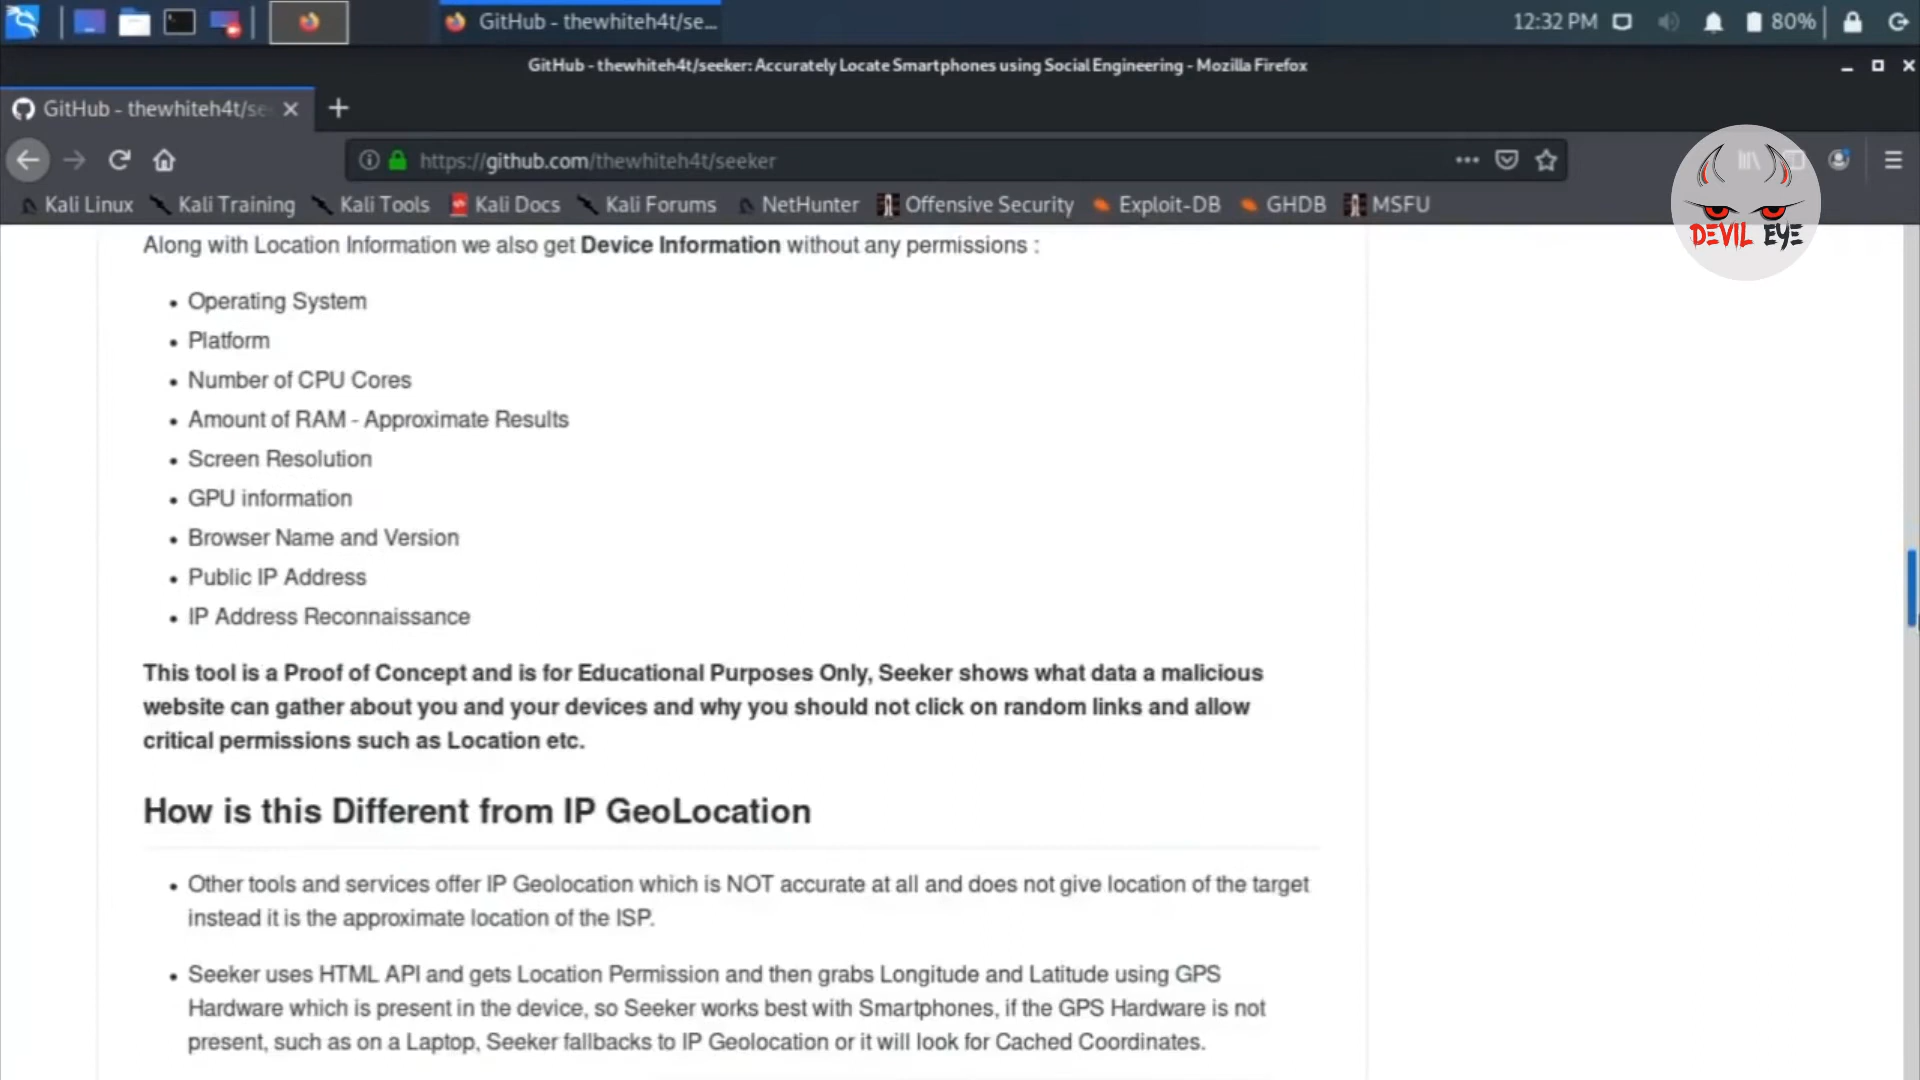 GitHub - thewhiteh4t/se...
12:32 PM
80%
GitHub - thewhiteh4t/seeker: Accurately Locate Smartphones using Social Engineering - Mozilla Firefox
GitHub - thewhiteh4t/se
https://github.com/thewhiteh4t/seeker
Kali Linux Kali Training Kali Tools Kali Docs Kali Forums NetHunter Offensive Security Exploit-DB GHDB MSFU
DEVIL EYE
Along with Location Information we also get Device Information without any permissions :
• Operating System
• Platform
• Number of CPU Cores
• Amount of RAM - Approximate Results
• Screen Resolution
• GPU information
• Browser Name and Version
• Public IP Address
• IP Address Reconnaissance
This tool is a Proof of Concept and is for Educational Purposes Only, Seeker shows what data a malicious
website can gather about you and your devices and why you should not click on random links and allow
critical permissions such as Location etc.
How is this Different from IP GeoLocation
• Other tools and services offer IP Geolocation which is NOT accurate at all and does not give location of the target
instead it is the approximate location of the ISP.
• Seeker uses HTML API and gets Location Permission and then grabs Longitude and Latitude using GPS
Hardware which is present in the device, so Seeker works best with Smartphones, if the GPS Hardware is not
present, such as on a Laptop, Seeker fallbacks to IP Geolocation or it will look for Cached Coordinates.